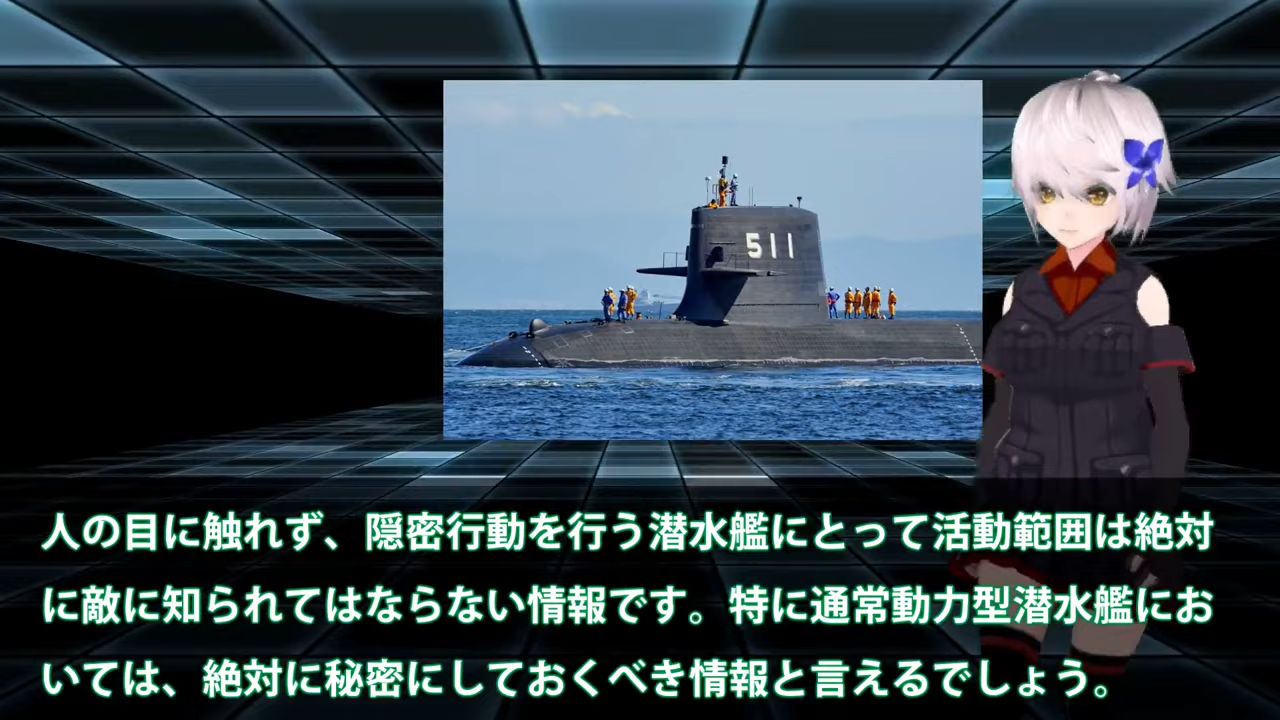 511
人の目に触れず、隠密行動を行う潜水艦にとって活動範囲は絶対
に敵に知られてはならない情報です。特に通常動力型潜水艦にお
いては、絶対に秘密にしておくべき情報と言えるでしょう。